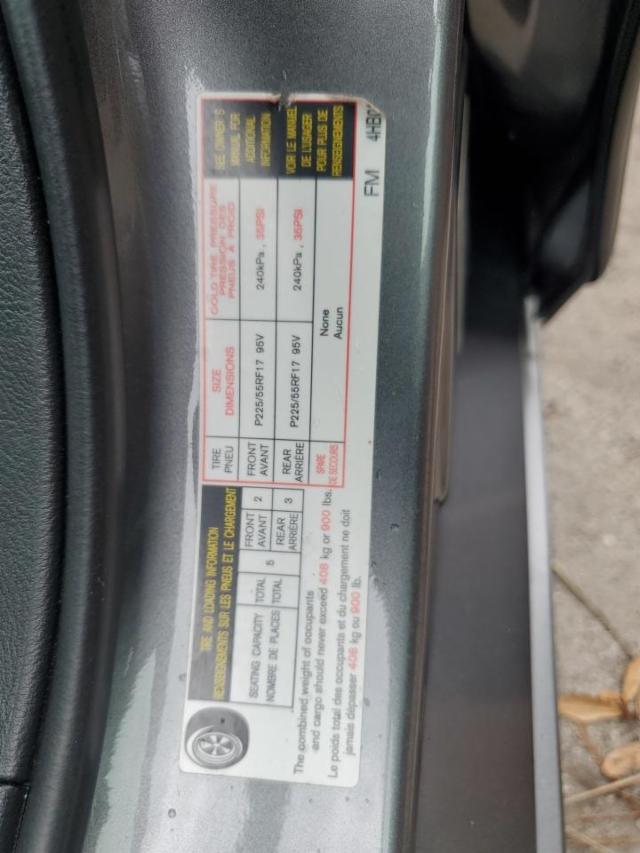 TIRE AND LOADING INFORMATION
RENSEIGNEMENTS SUR LES PNEUS ET LE CHARGEMENT
SEATING CAPACITY TOTAL 5 FRONT 2
NOMBRE DE PLACES TOTAL AVANT
REAR 3
ARRIÈRE
The combined weight of occupants
and cargo should never exceed 408 kg or 900 lbs.
Le poids total des occupants et du chargement ne doit
jamais dépasser 408 kg ou 900 lb.
TIRE SIZE COLD TIRE PRESSURE
PNEU DIMENSIONS PRESSION DES
PNEUS A FROID
FRONT P225/55RF17 95V 240kPa , 35PSI
AVANT
REAR P225/55RF17 95V 240kPa , 35PSI
ARRIÈRE
SPARE None
DE SECOURS Aucun
SEE OWNER'S
MANUAL FOR
ADDITIONAL
INFORMATION
VOIR LE MANUEL
DE L'USAGER
POUR PLUS DE
RENSEIGNEMENTS
FM